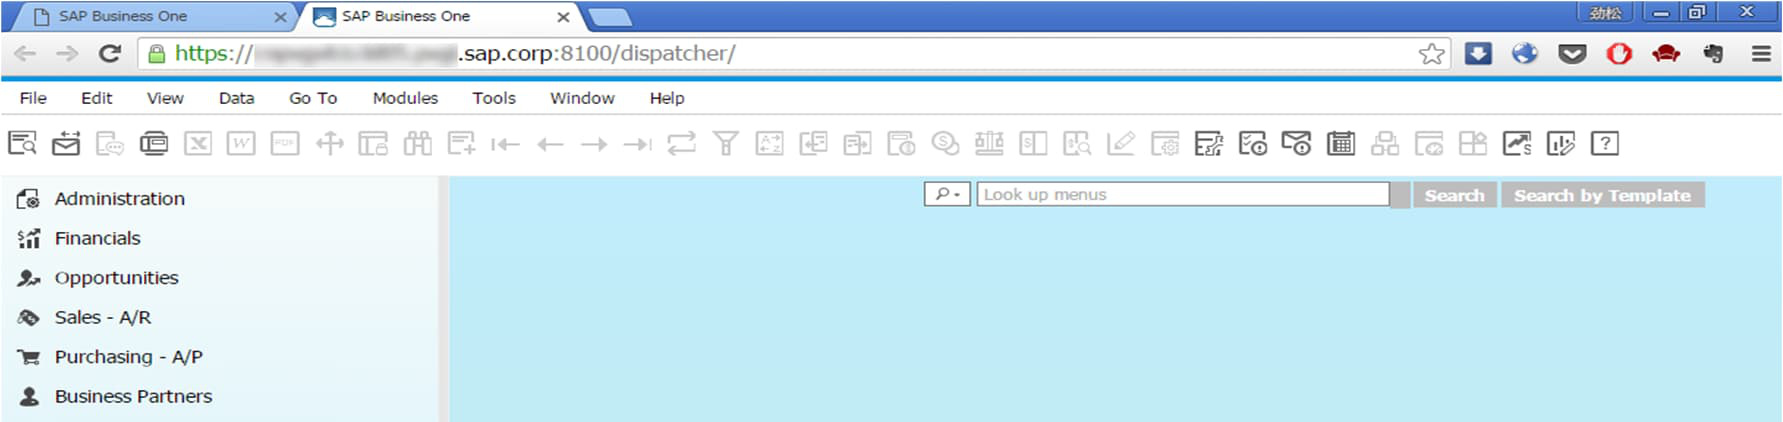 SAP Business One
SAP Business One
劲松
https:// .sap.corp:8100/dispatcher/
File Edit View Data Go To Modules Tools Window Help
Look up menus Search Search by Template
Administration
Financials
Opportunities
Sales - A/R
Purchasing - A/P
Business Partners